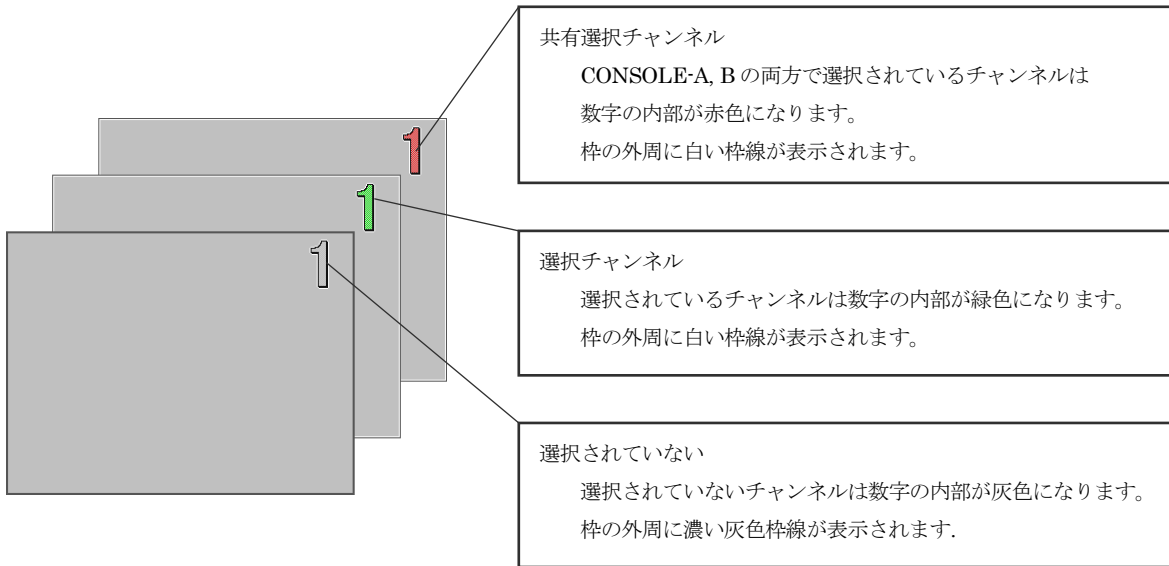 共有選択チャンネル
CONSOLE-A, B の両方で選択されているチャンネルは
数字の内部が赤色になります。
枠の外周に白い枠線が表示されます。
1
1
選択チャンネル
選択されているチャンネルは数字の内部が緑色になります。
枠の外周に白い枠線が表示されます。
1
選択されていない
選択されていないチャンネルは数字の内部が灰色になります。
枠の外周に濃い灰色枠線が表示されます.